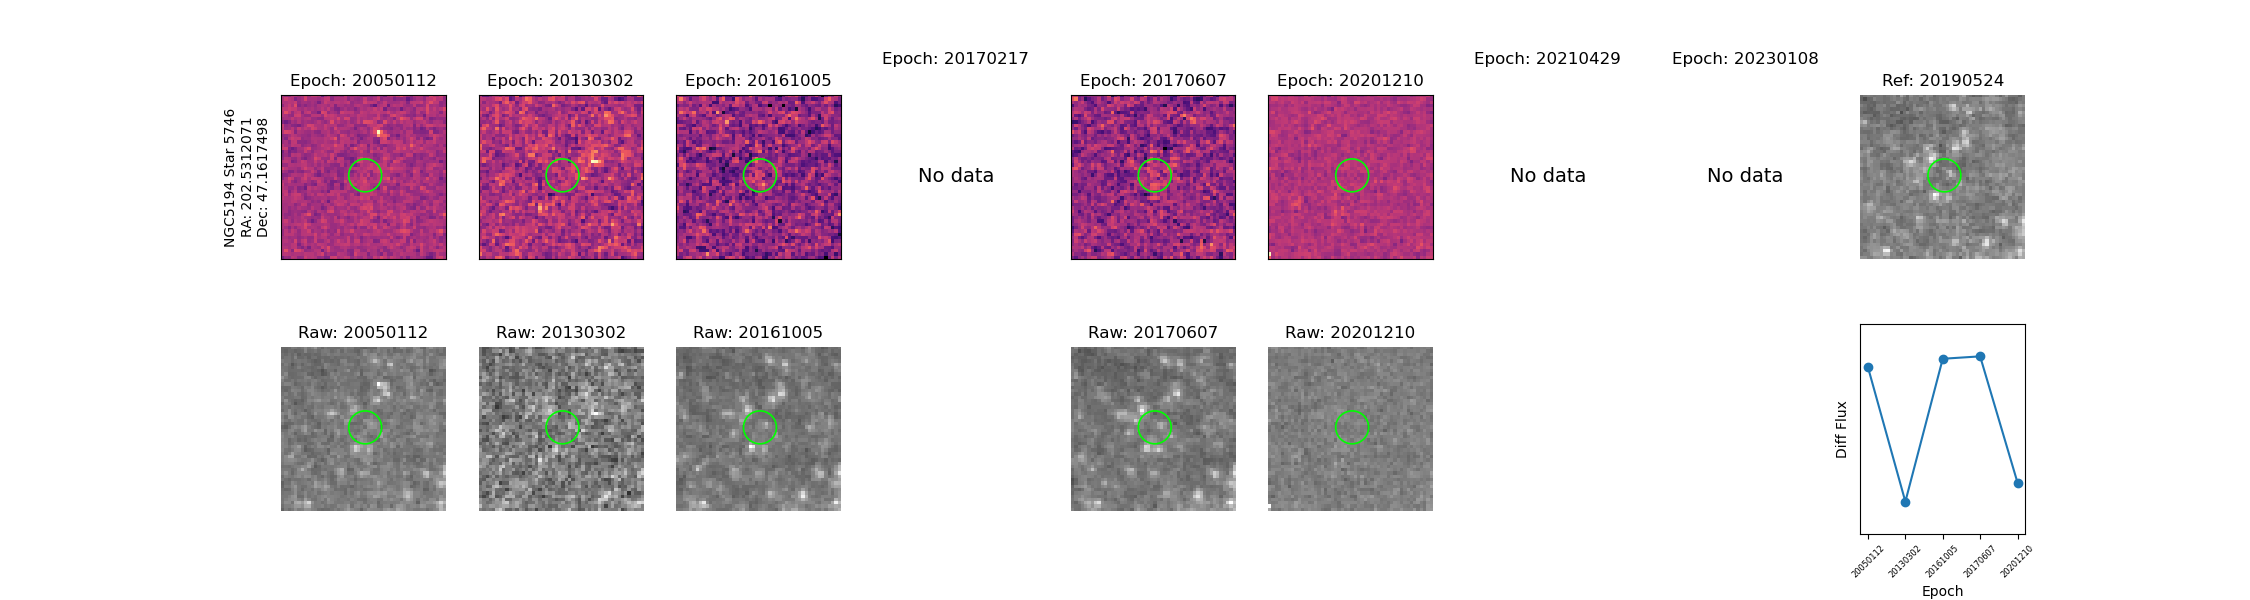 Epoch: 20050112
Epoch: 20130302
Epoch: 20161005
Epoch: 20170217
Epoch: 20170607
Epoch: 20201210
Epoch: 20210429
Epoch: 20230108
Ref: 20190524
NGC5194 Star 5746
RA: 202.5312071
Dec: 47.1617498
No data
No data
No data
Raw: 20050112
Raw: 20130302
Raw: 20161005
Raw: 20170607
Raw: 20201210
Diff Flux
20050112
20130302
20161005
20170607
20201210
Epoch